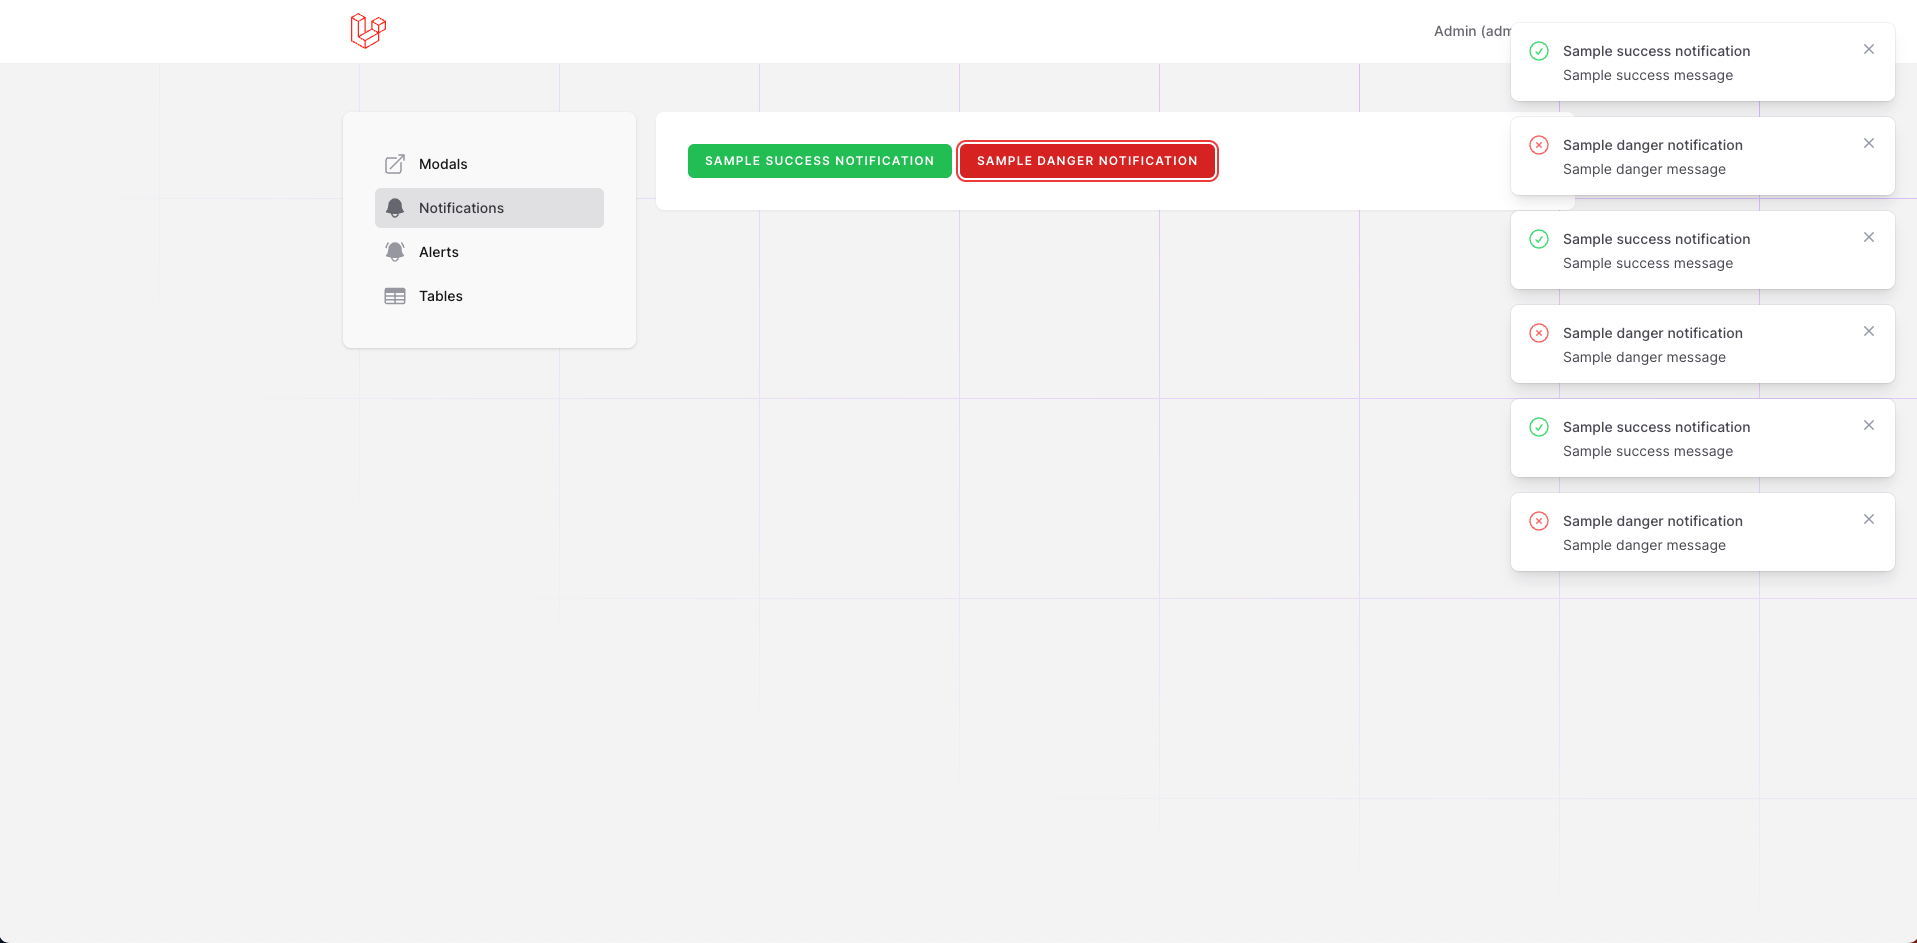 Admin (adm
Modals
Notifications
Alerts
Tables
SAMPLE SUCCESS NOTIFICATION
SAMPLE DANGER NOTIFICATION
Sample success notification
Sample success message
Sample danger notification
Sample danger message
Sample success notification
Sample success message
Sample danger notification
Sample danger message
Sample success notification
Sample success message
Sample danger notification
Sample danger message